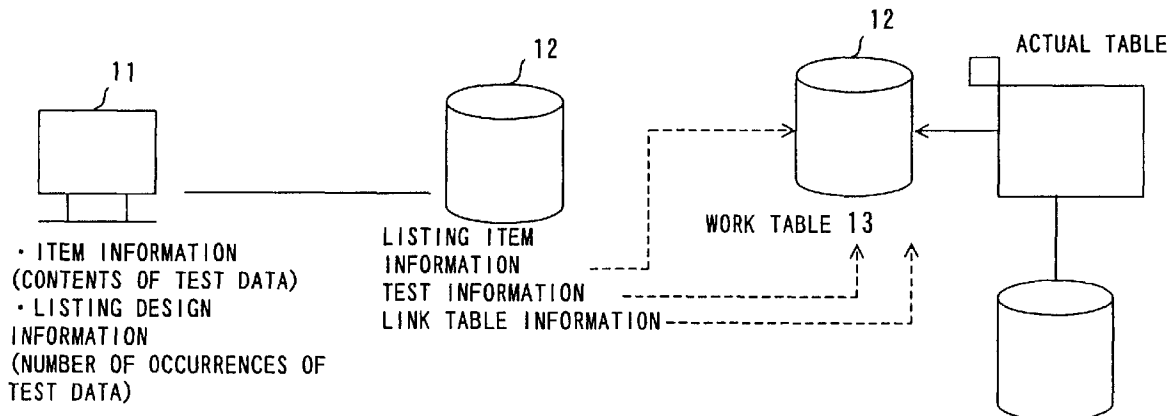 11
12
12
ACTUAL TABLE
・ITEM INFORMATION
(CONTENTS OF TEST DATA)
・LISTING DESIGN
INFORMATION
(NUMBER OF OCCURRENCES OF
TEST DATA)
LISTING ITEM
INFORMATION
TEST INFORMATION
LINK TABLE INFORMATION
WORK TABLE 13